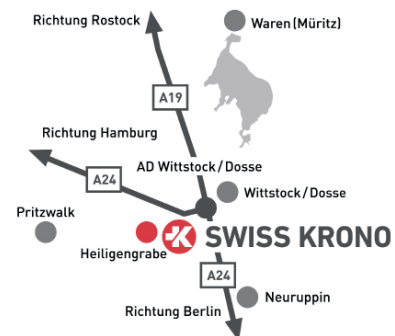 Richtung Rostock
Waren (Müritz)
A19
Richtung Hamburg
AD Wittstock / Dosse
A24
Wittstock / Dosse
Pritzwalk
SWISS KRONO
Heiligengrabe
A24
Neuruppin
Richtung Berlin